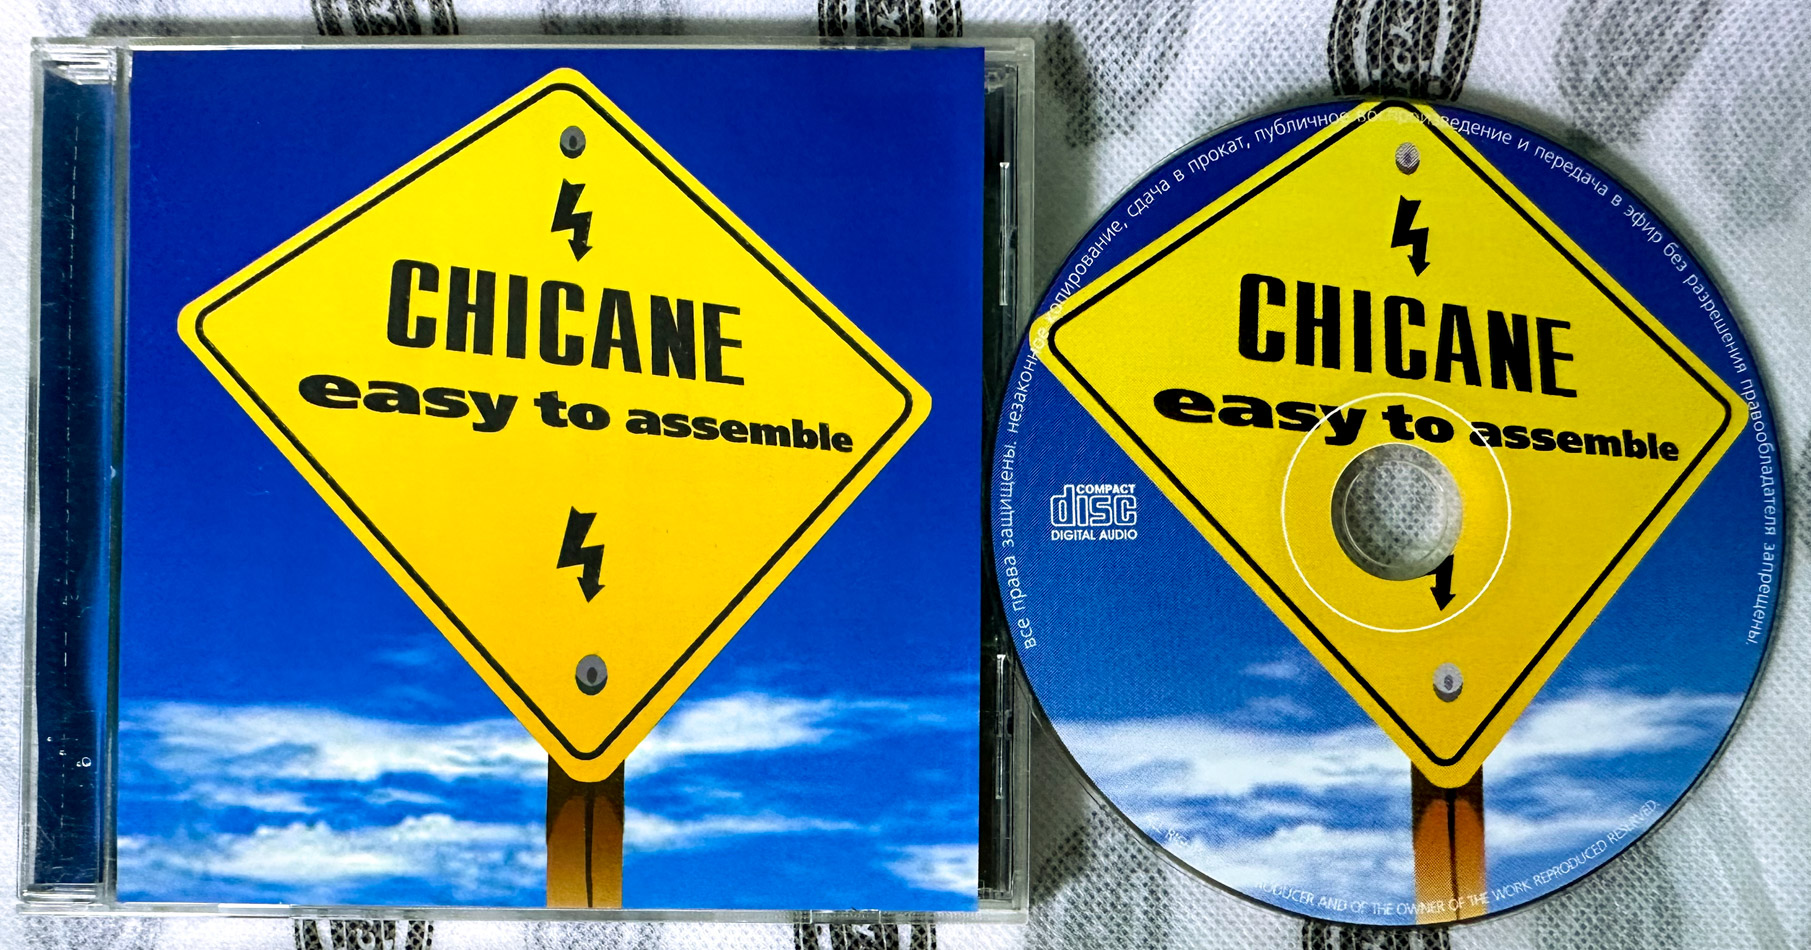 CHICANE
easy to assemble
все права защищены. незаконное копирование, сдача в прокат, публичное воспроизведение и передача в эфир без разрешения правообладателя запрещены.
CHICANE
easy to assemble
COMPACT
disc
DIGITAL AUDIO
PRODUCER AND OF THE OWNER OF THE WORK REPRODUCED RESERVED.